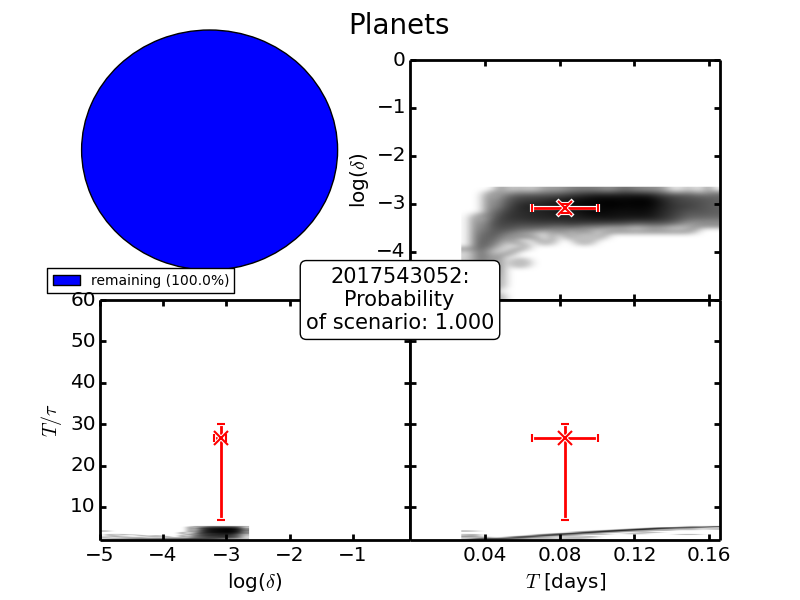 Planets
0
−1
−2
−3
−4
log(δ)
remaining (100.0%)
2017543052:
Probability
of scenario: 1.000
60
50
40
30
20
10
T/τ
−5 −4 −3 −2 −1
log(δ)
0.04 0.08 0.12 0.16
T [days]